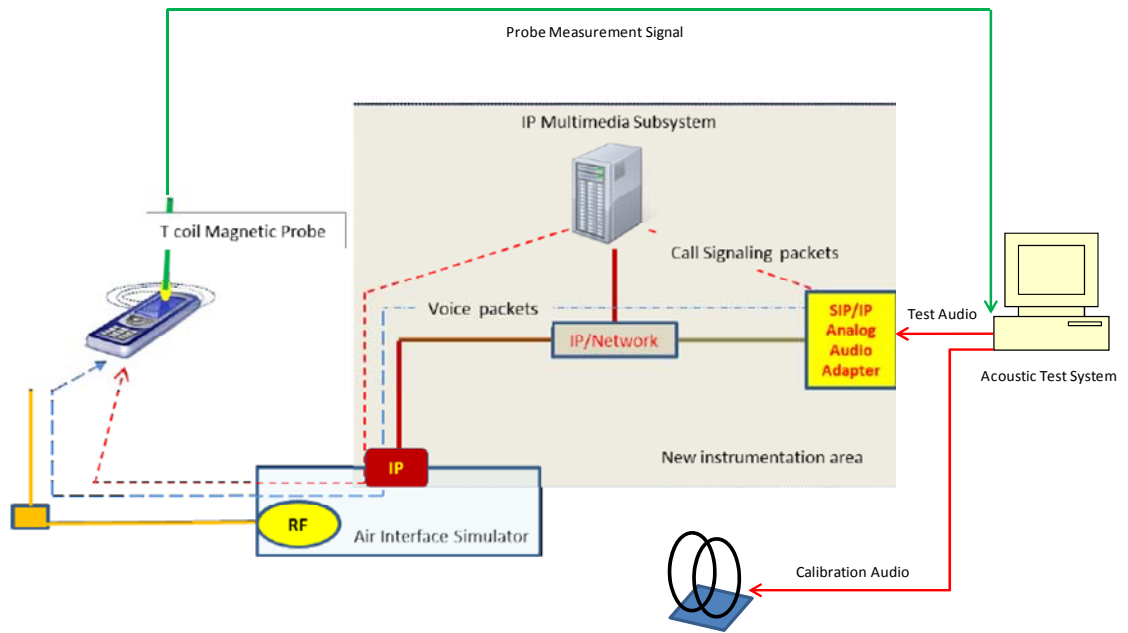 Probe Measurement Signal
IP Multimedia Subsystem
T coil Magnetic Probe
Call Signaling packets
Voice packets
SIP/IP
Analog
Audio
Adapter
Test Audio
IP/Network
Acoustic Test System
IP
New instrumentation area
RF
Air Interface Simulator
Calibration Audio